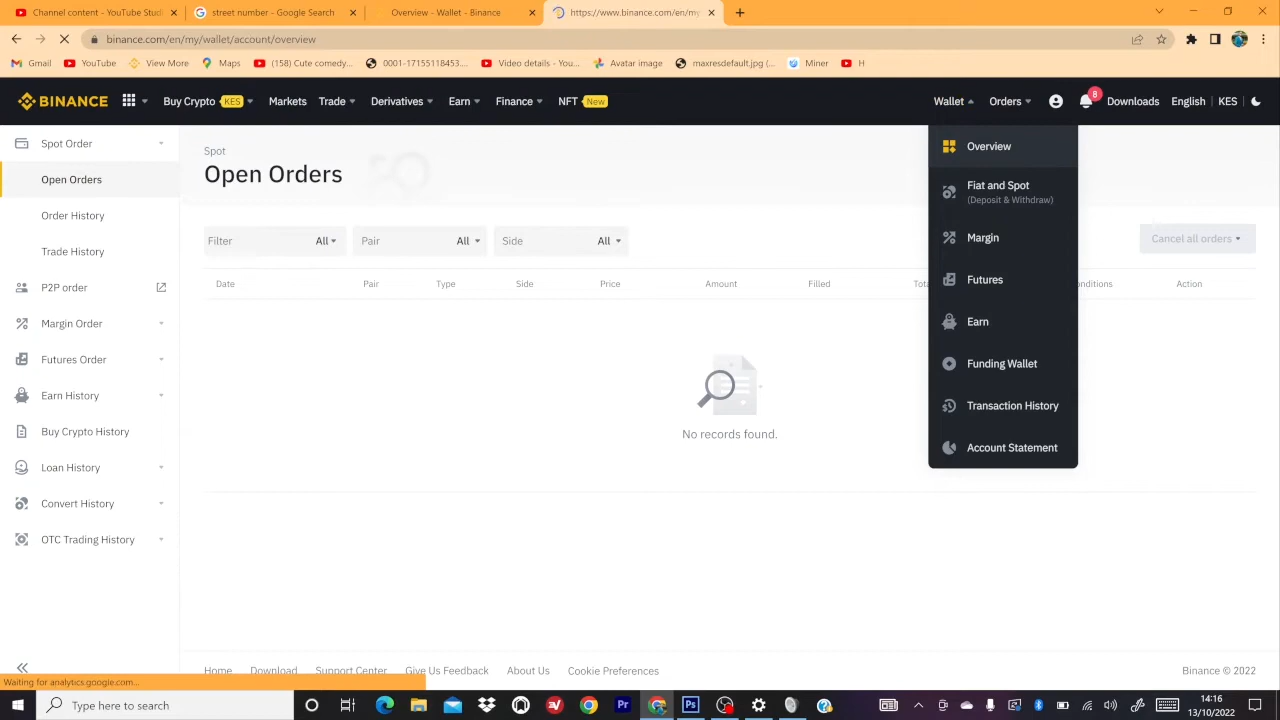 Channel content - YouTube Studi
street number - Google Search
Overview - Wallet - Binance
https://www.binance.com/en/my
binance.com/en/my/wallet/account/overview
Gmail
YouTube
View More
Maps
(158) Cute comedy...
0001-17155118453...
Video details - You...
Avatar image
maxresdefault.jpg (...
Miner
H
BINANCE
Buy Crypto KES
Markets
Trade
Derivatives
Earn
Finance
NFT New
Wallet
Orders
8
Downloads
English
KES
Spot Order
Open Orders
Order History
Trade History
P2P order
Margin Order
Futures Order
Earn History
Buy Crypto History
Loan History
Convert History
OTC Trading History
Spot
Open Orders
Filter All
Pair All
Side All
Cancel all orders
Date Pair Type Side Price Amount Filled Tot onditions Action
No records found.
Overview
Fiat and Spot
(Deposit & Withdraw)
Margin
Futures
Earn
Funding Wallet
Transaction History
Account Statement
Home Download Support Center Give Us Feedback About Us Cookie Preferences
Binance © 2022
Waiting for analytics.google.com...
Type here to search
Pr
Ps
14:16
13/10/2022